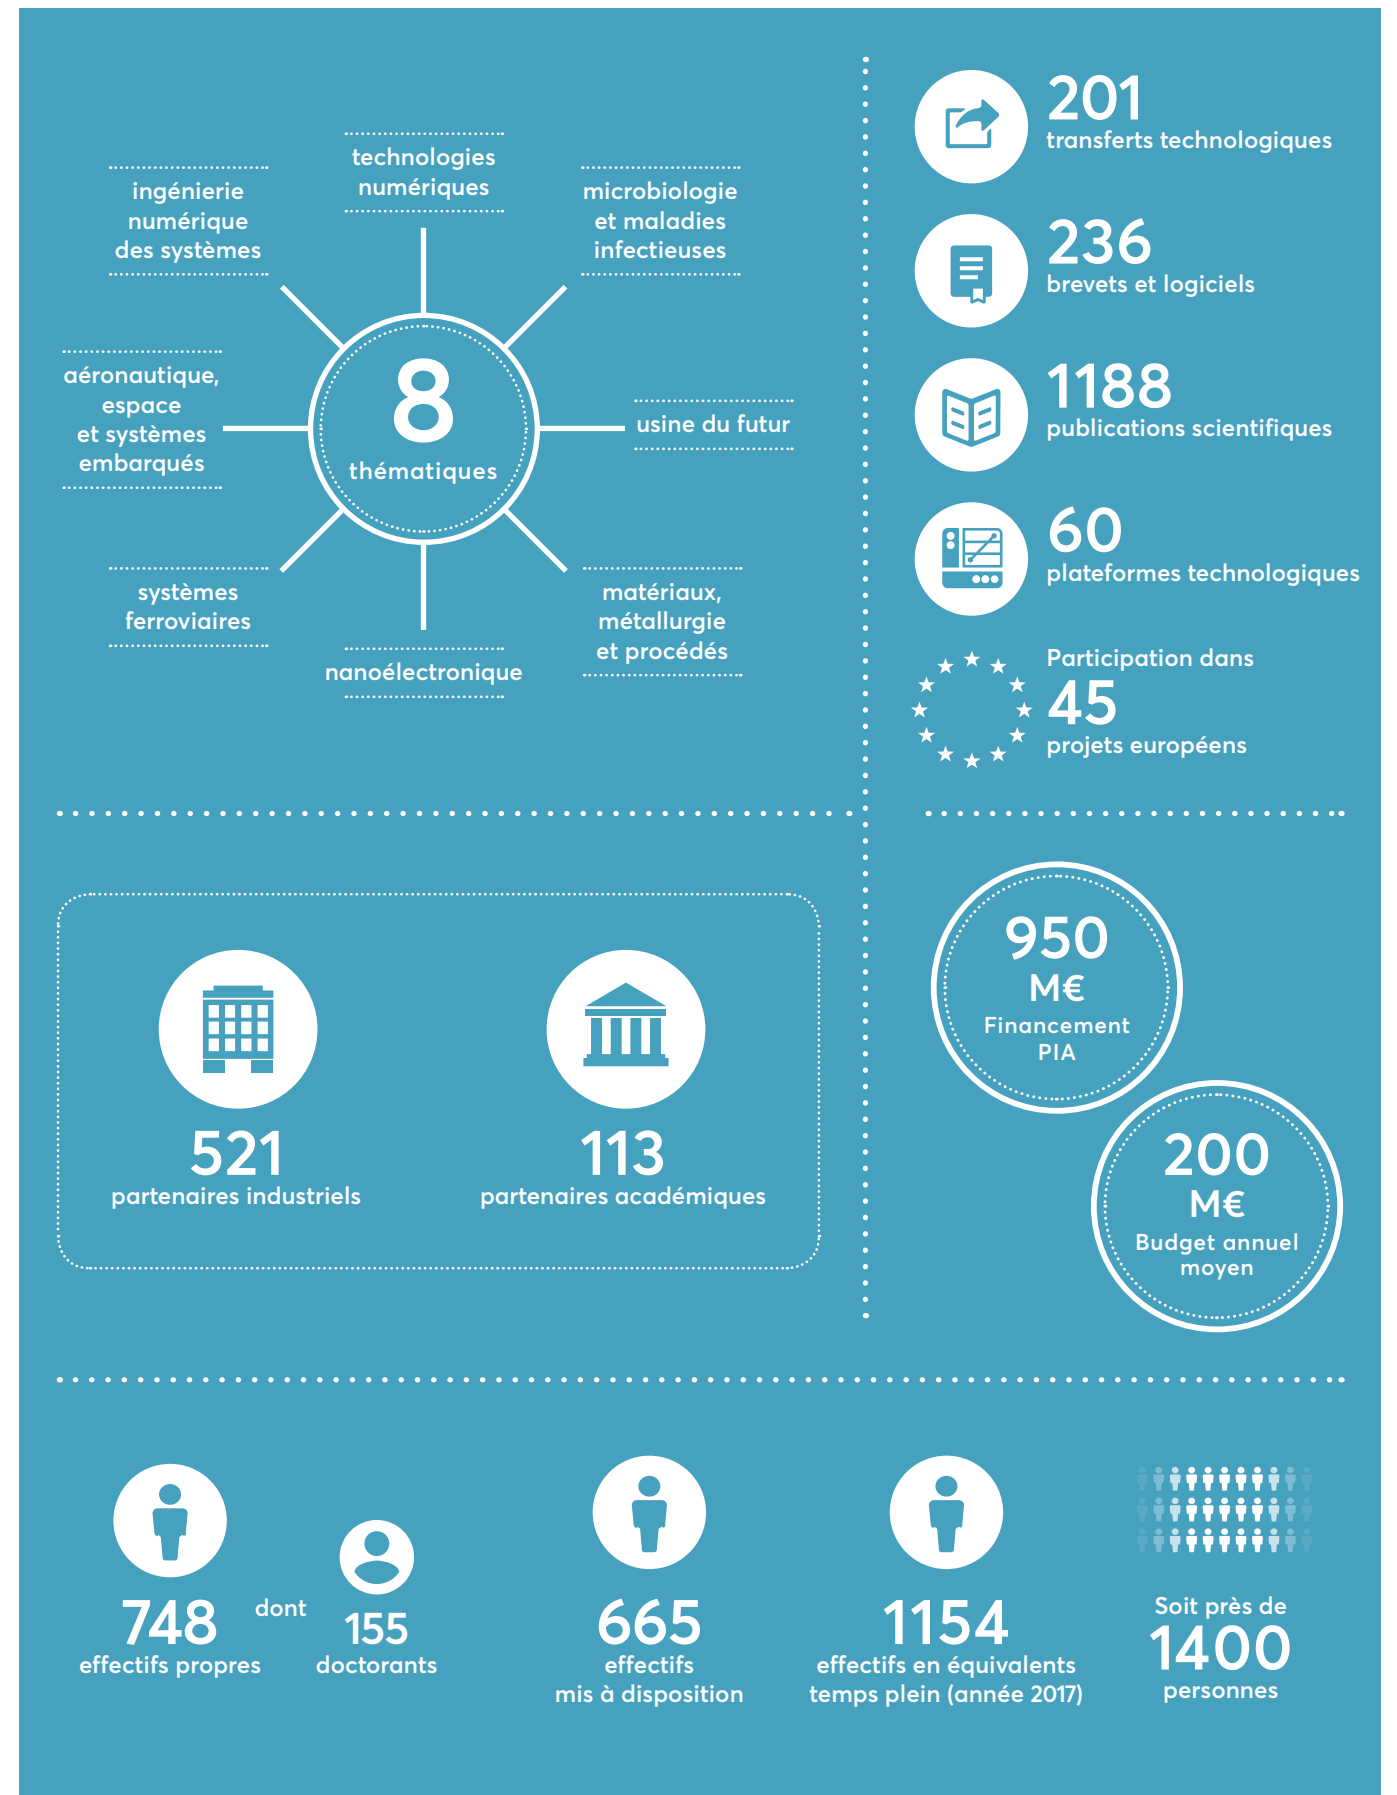 technologies
numériques
ingénierie
numérique
des systèmes
microbiologie
et maladies
infectieuses
aéronautique,
espace
et systèmes
embarqués
8
thématiques
usine du futur
systèmes
ferroviaires
nanoélectronique
matériaux,
métallurgie
et procédés
201
transferts technologiques
236
brevets et logiciels
1188
publications scientifiques
60
plateformes technologiques
Participation dans
45
projets européens
521
partenaires industriels
113
partenaires académiques
950
M€
Financement
PIA
200
M€
Budget annuel
moyen
748
effectifs propres
dont
155
doctorants
665
effectifs
mis à disposition
1154
effectifs en équivalents
temps plein (année 2017)
Soit près de
1400
personnes